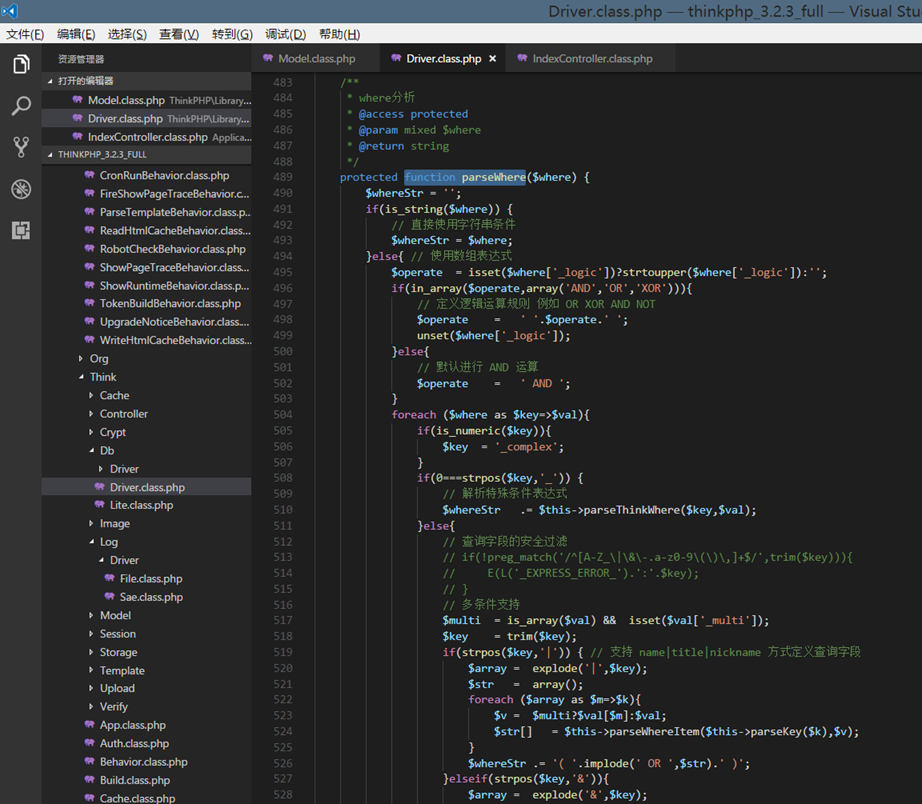 Driver.class.php — thinkphp_3.2.3_full — Visual Stu
文件(F) 编辑(E) 选择(S) 查看(V) 转到(G) 调试(D) 帮助(H)
资源管理器
打开的编辑器
Model.class.php ThinkPHP\Library...
Driver.class.php ThinkPHP\Library...
IndexController.class.php Applica...
THINKPHP_3.2.3_FULL
CronRunBehavior.class.php
FireShowPageTraceBehavior.c...
ParseTemplateBehavior.class.p...
ReadHtmlCacheBehavior.class...
RobotCheckBehavior.class.php
ShowPageTraceBehavior.class...
ShowRuntimeBehavior.class.p...
TokenBuildBehavior.class.php
UpgradeNoticeBehavior.class....
WriteHtmlCacheBehavior.class...
Org
Think
Cache
Controller
Crypt
Db
Driver
Driver.class.php
Lite.class.php
Image
Log
Driver
File.class.php
Sae.class.php
Model
Session
Storage
Template
Upload
Verify
App.class.php
Auth.class.php
Behavior.class.php
Build.class.php
Cache.class.php
Model.class.php Driver.class.php × IndexController.class.php
483 /**
484 * where分析
485 * @access protected
486 * @param mixed $where
487 * @return string
488 */
489 protected function parseWhere($where) {
490 $whereStr = '';
491 if(is_string($where)) {
492 // 直接使用字符串条件
493 $whereStr = $where;
494 }else{ // 使用数组表达式
495 $operate  = isset($where['_logic'])?strtoupper($where['_logic']):'';
496 if(in_array($operate,array('AND','OR','XOR'))){
497 // 定义逻辑运算规则 例如 OR XOR AND NOT
498 $operate    =   ' '.$operate.' ';
499 unset($where['_logic']);
500 }else{
501 // 默认进行 AND 运算
502 $operate    =   ' AND ';
503 }
504 foreach ($where as $key=>$val){
505 if(is_numeric($key)){
506 $key  = '_complex';
507 }
508 if(0===strpos($key,'_')) {
509 // 解析特殊条件表达式
510 $whereStr   .= $this->parseThinkWhere($key,$val);
511 }else{
512 // 查询字段的安全过滤
513 // if(!preg_match('/^[A-Z_\|\&\-.a-z0-9\(\)\,]+$/',trim($key))){
514 //     E(L('_EXPRESS_ERROR_').':'.$key);
515 // }
516 // 多条件支持
517 $multi  = is_array($val) &&  isset($val['_multi']);
518 $key    = trim($key);
519 if(strpos($key,'|')) { // 支持 name|title|nickname 方式定义查询字段
520 $array =  explode('|',$key);
521 $str   =  array();
522 foreach ($array as $m=>$k){
523 $v =  $multi?$val[$m]:$val;
524 $str[]   = $this->parseWhereItem($this->parseKey($k),$v);
525 }
526 $whereStr .= '( '.implode(' OR ',$str).' )';
527 }elseif(strpos($key,'&')){
528 $array =  explode('&',$key);